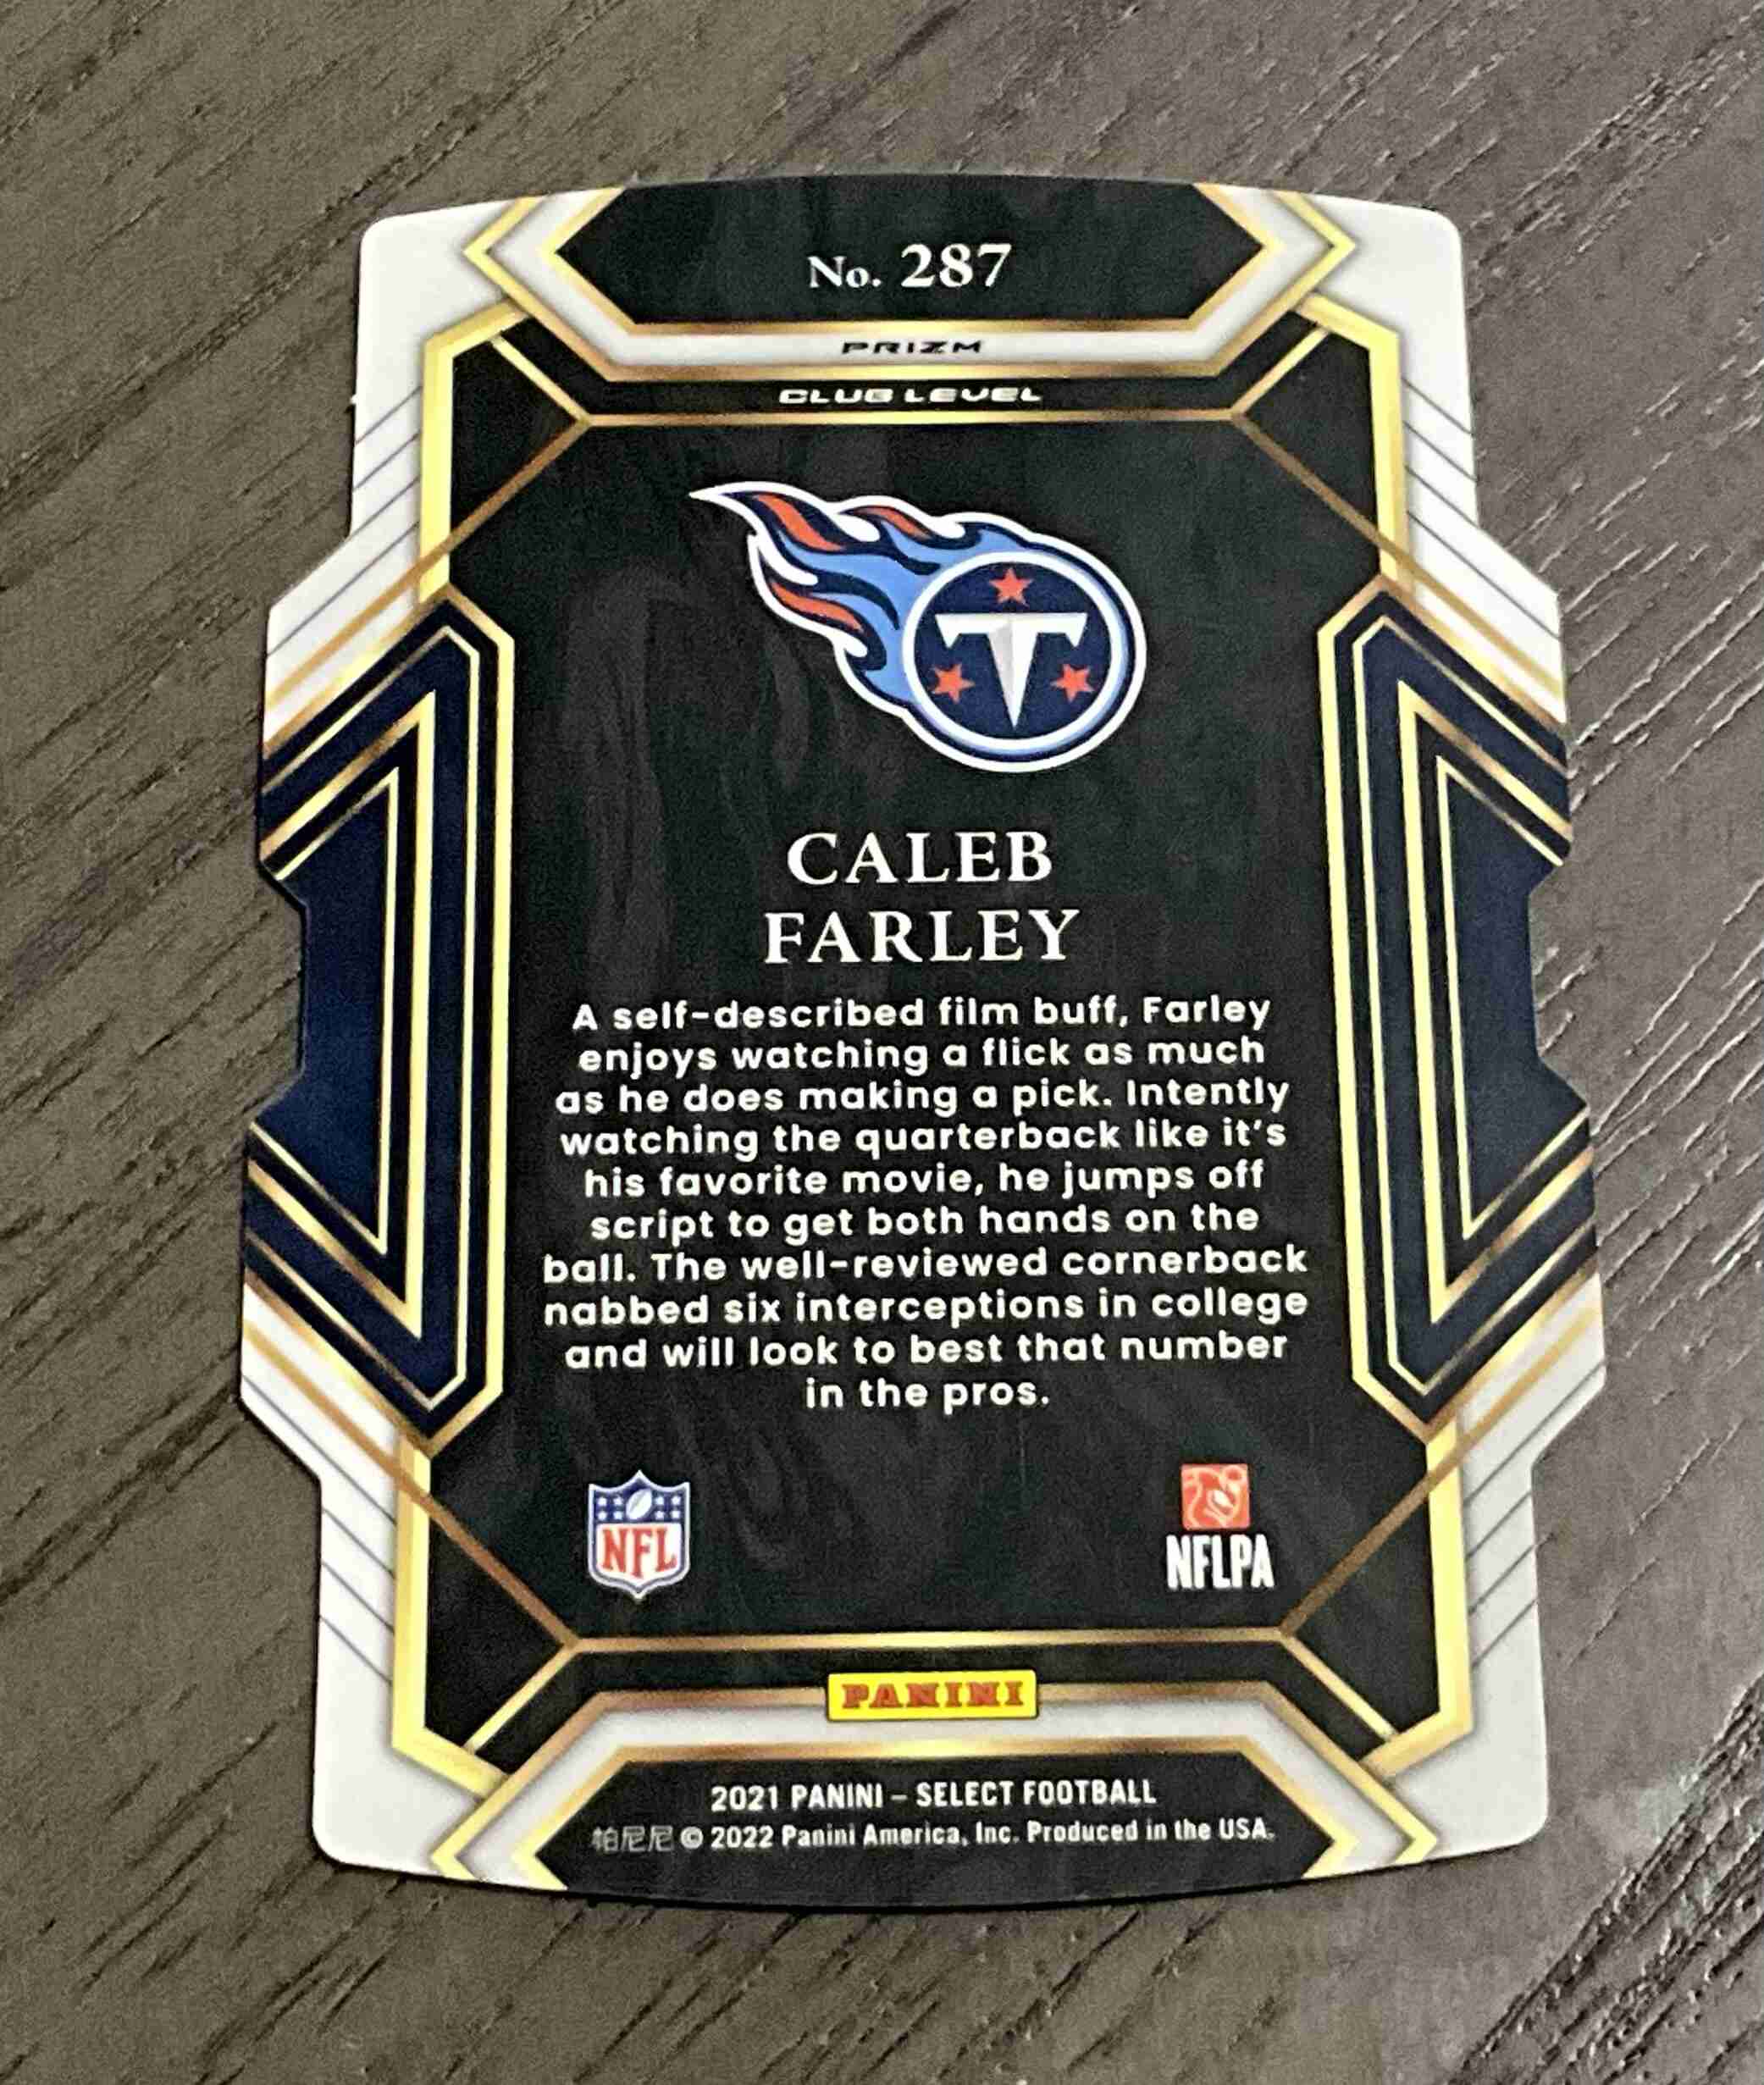 No. 287
PRIZM
CLUB LEVEL
T
CALEB
FARLEY
A self-described film buff, Farley
enjoys watching a flick as much
as he does making a pick. Intently
watching the quarterback like it's
his favorite movie, he jumps off
script to get both hands on the
ball. The well-reviewed cornerback
nabbed six interceptions in college
and will look to best that number
in the pros.
NFL
NFLPA
PANINI
2021 PANINI – SELECT FOOTBALL
帕尼尼 © 2022 Panini America, Inc. Produced in the USA.